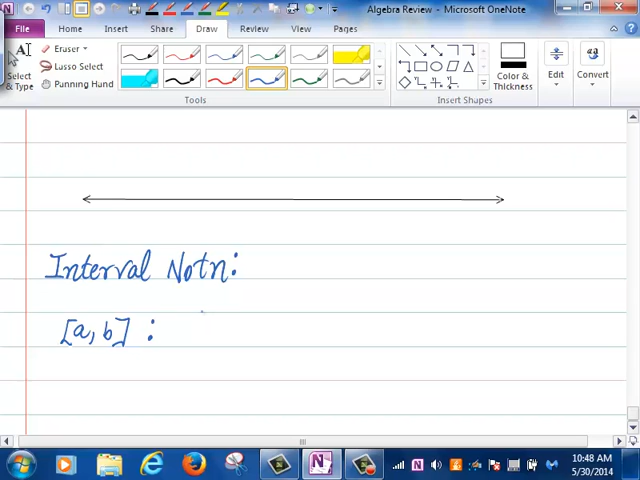 Algebra Review - Microsoft OneNote
File Home Insert Share Draw Review View Pages
Select & Type
Eraser
Lasso Select
Panning Hand
Color & Thickness
Edit
Convert
Tools Insert Shapes
Interval Notn:
[a, b] :
10:48 AM
5/30/2014